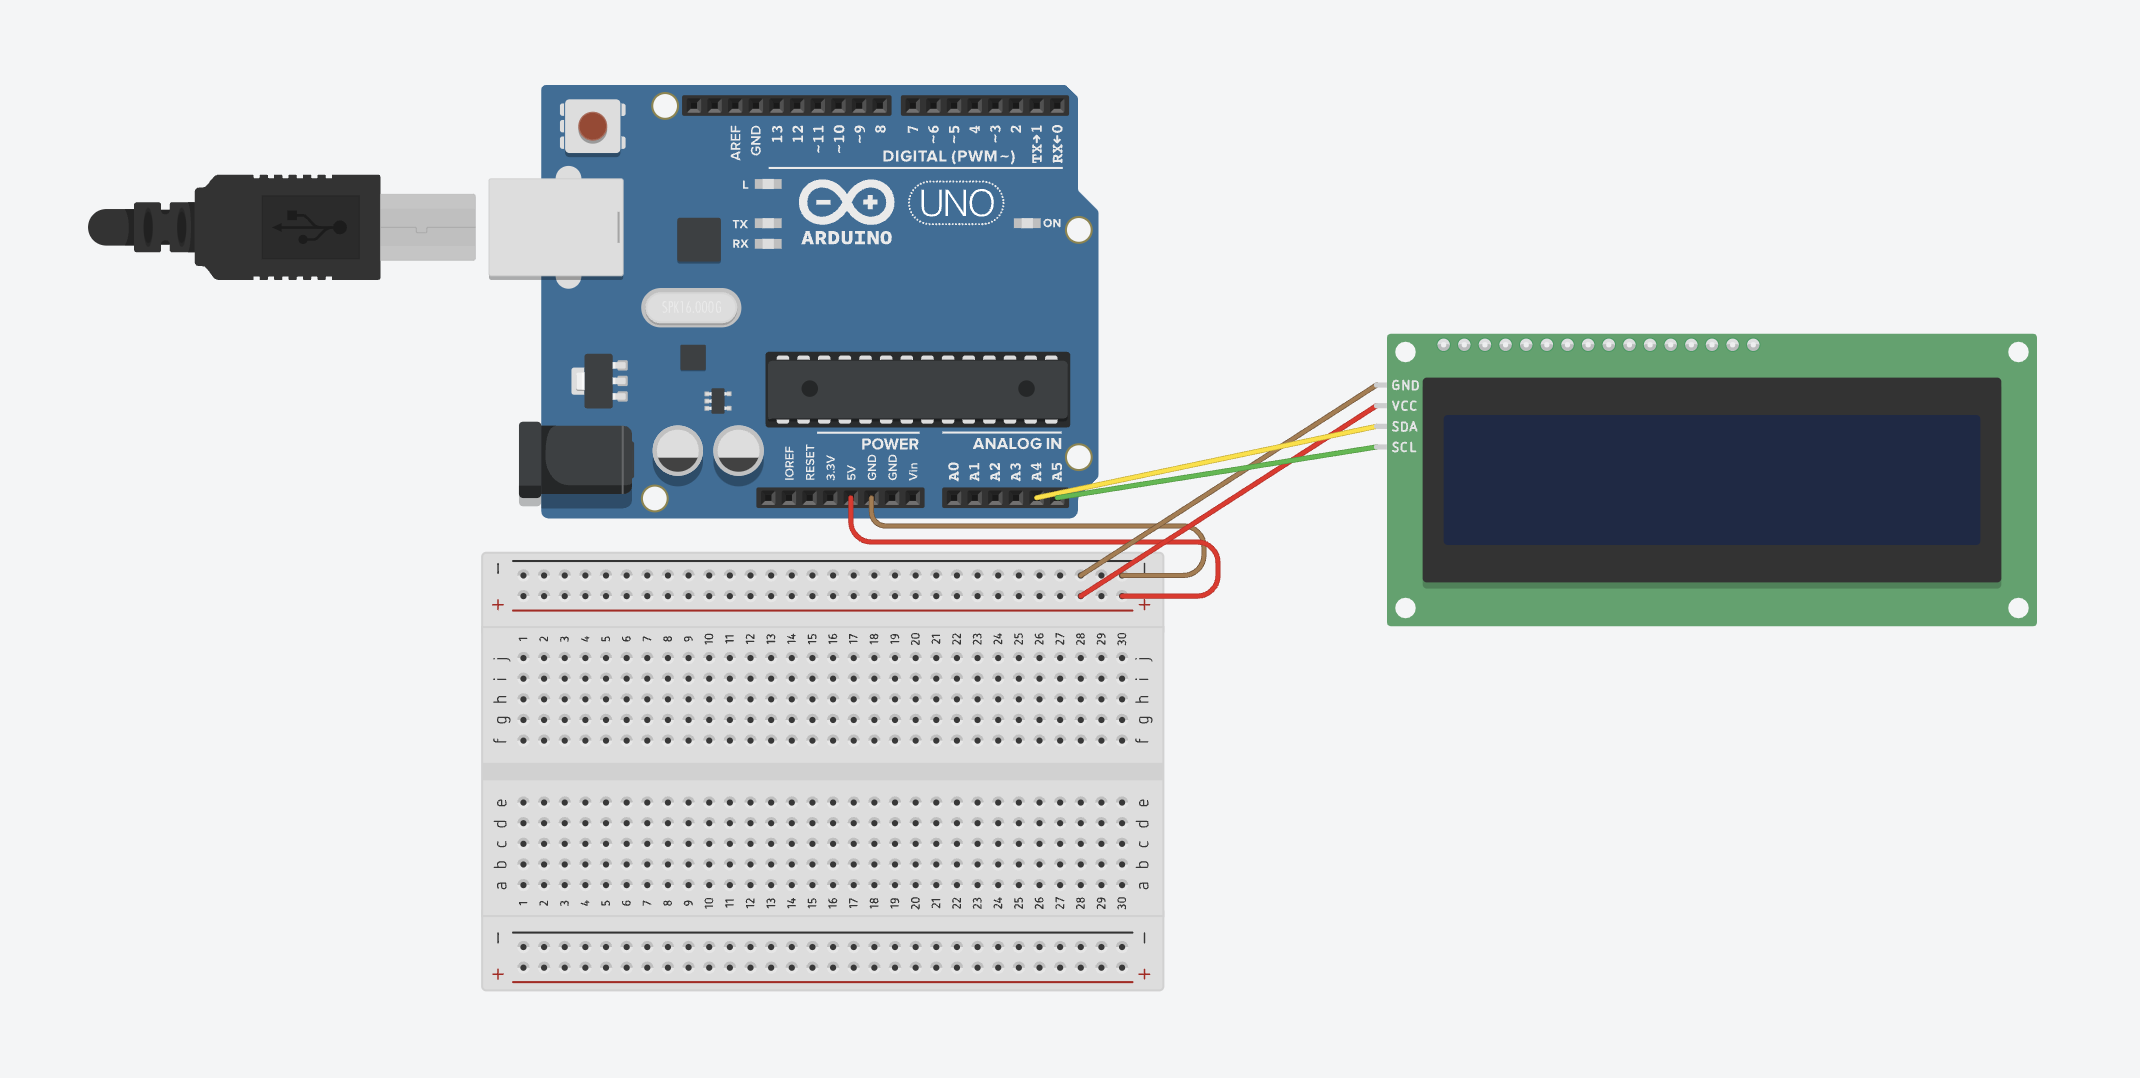 AREF GND 13 12 ~11 ~10 ~9 8 7 ~6 ~5 4 ~3 2 TX→1 RX←0
DIGITAL (PWM~)
L
TX
RX
UNO
ON
ARDUINO
SPK16.000G
POWER
ANALOG IN
IOREF RESET 3.3V 5V GND GND Vin A0 A1 A2 A3 A4 A5
GND
VCC
SDA
SCL
− −
+ +
1 2 3 4 5 6 7 8 9 10 11 12 13 14 15 16 17 18 19 20 21 22 23 24 25 26 27 28 29 30
j j
i i
h h
g g
f f
e e
d d
c c
b b
a a
1 2 3 4 5 6 7 8 9 10 11 12 13 14 15 16 17 18 19 20 21 22 23 24 25 26 27 28 29 30
− −
+ +